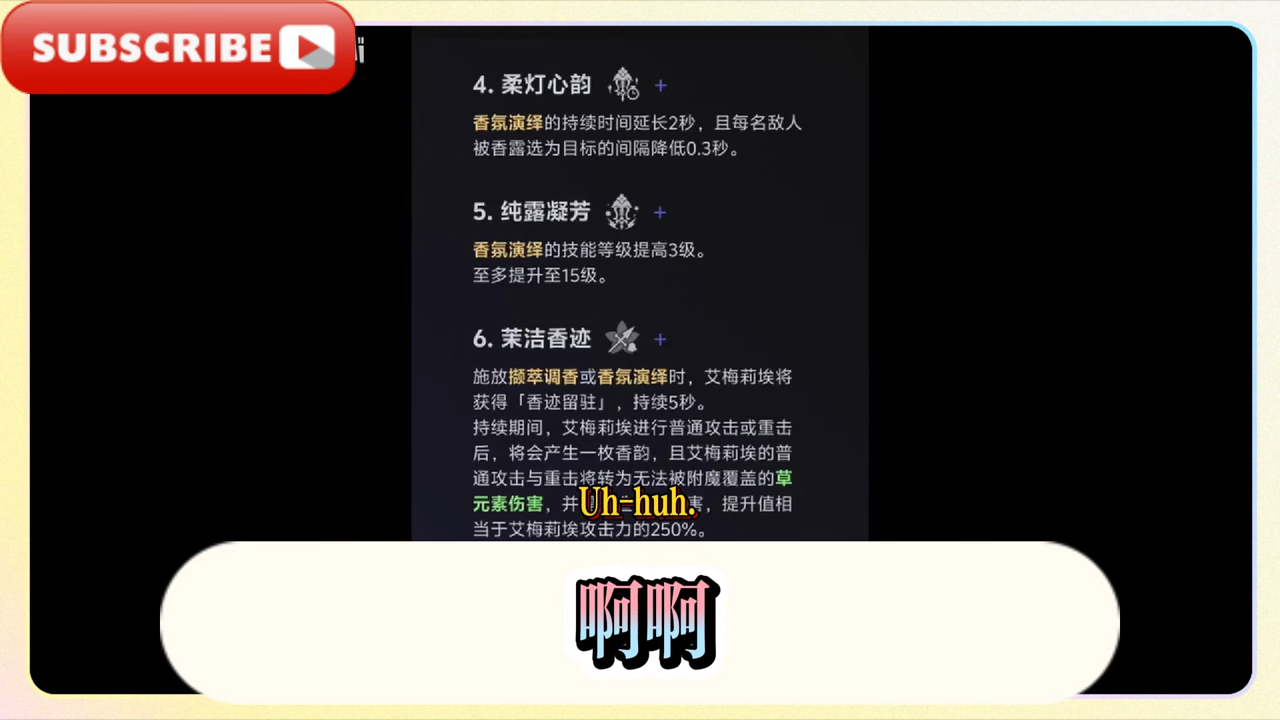 SUBSCRIBE
4. 柔灯心韵
香氛演绎的持续时间延长2秒，且每名敌人
被香露选为目标的间隔降低0.3秒。
5. 纯露凝芳
香氛演绎的技能等级提高3级。
至多提升至15级。
6. 茉洁香迹
施放撷萃调香或香氛演绎时，艾梅莉埃将
获得「香迹留驻」，持续5秒。
持续期间，艾梅莉埃进行普通攻击或重击
后，将会产生一枚香韵，且艾梅莉埃的普
通攻击与重击将转为无法被附魔覆盖的草
元素伤害，并 害，提升值相
Uh-huh.
当于艾梅莉埃攻击力的250%。
啊啊